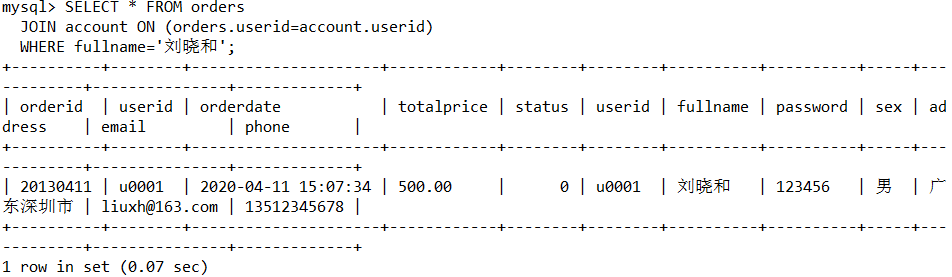 mysql> SELECT * FROM orders
  JOIN account ON (orders.userid=account.userid)
  WHERE fullname='刘晓和';
+----------+--------+---------------------+------------+--------+--------+----------+----------+-----+---
---------+--------------+-------------+
| orderid  | userid | orderdate           | totalprice | status | userid | fullname | password | sex | ad
dress    | email         | phone       |
+----------+--------+---------------------+------------+--------+--------+----------+----------+-----+---
---------+--------------+-------------+
| 20130411 | u0001  | 2020-04-11 15:07:34 | 500.00     |      0 | u0001  | 刘晓和   | 123456   | 男  | 广
东深圳市 | liuxh@163.com | 13512345678 |
+----------+--------+---------------------+------------+--------+--------+----------+----------+-----+---
---------+--------------+-------------+
1 row in set (0.07 sec)